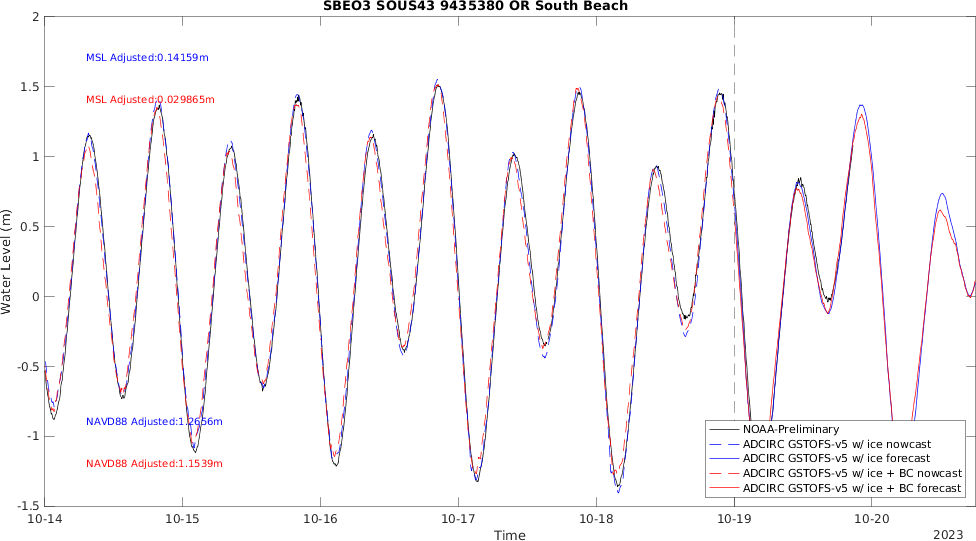 SBEO3 SOUS43 9435380 OR South Beach
Water Level (m)
2
1.5
1
0.5
0
-0.5
-1
-1.5
MSL Adjusted:0.14159m
MSL Adjusted:0.029865m
NAVD88 Adjusted:1.2656m
NAVD88 Adjusted:1.1539m
NOAA-Preliminary
ADCIRC GSTOFS-v5 w/ ice nowcast
ADCIRC GSTOFS-v5 w/ ice forecast
ADCIRC GSTOFS-v5 w/ ice + BC nowcast
ADCIRC GSTOFS-v5 w/ ice + BC forecast
10-14 10-15 10-16 10-17 10-18 10-19 10-20
Time
2023